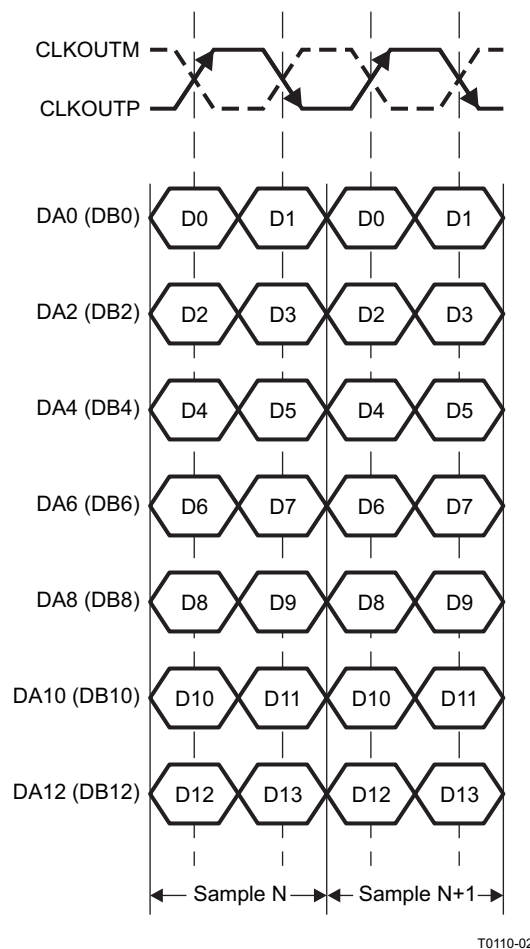 CLKOUTM
CLKOUTP
DA0 (DB0) D0 D1 D0 D1
DA2 (DB2) D2 D3 D2 D3
DA4 (DB4) D4 D5 D4 D5
DA6 (DB6) D6 D7 D6 D7
DA8 (DB8) D8 D9 D8 D9
DA10 (DB10) D10 D11 D10 D11
DA12 (DB12) D12 D13 D12 D13
Sample N Sample N+1
T0110-02